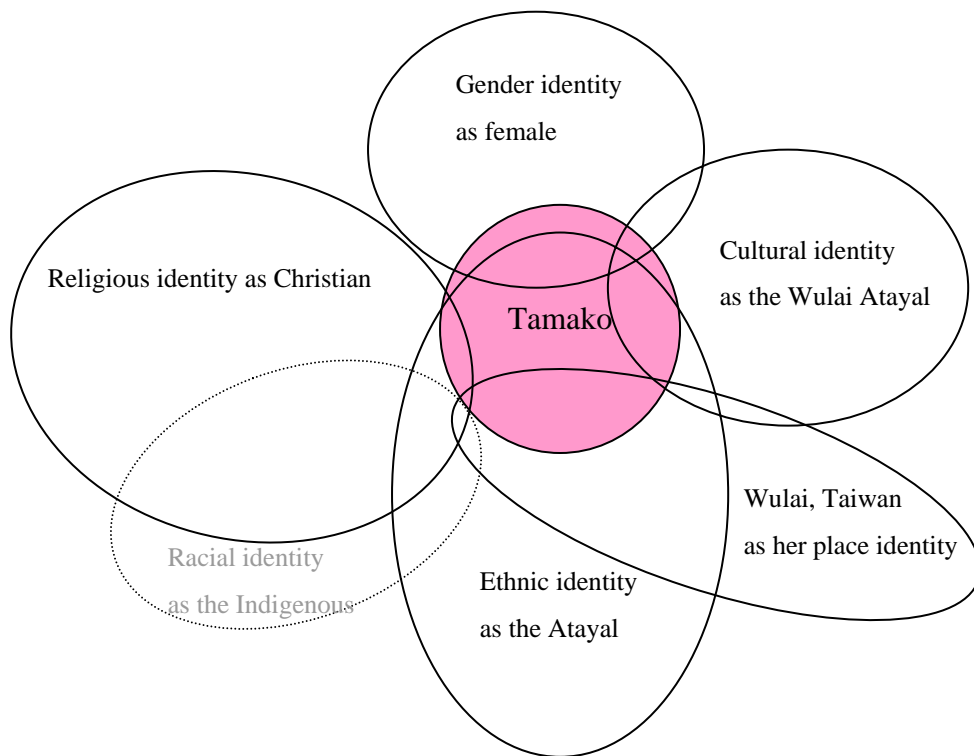 Gender identity
as female
Cultural identity
as the Wulai Atayal
Religious identity as Christian
Tamako
Wulai, Taiwan
as her place identity
Racial identity
as the Indigenous
Ethnic identity
as the Atayal